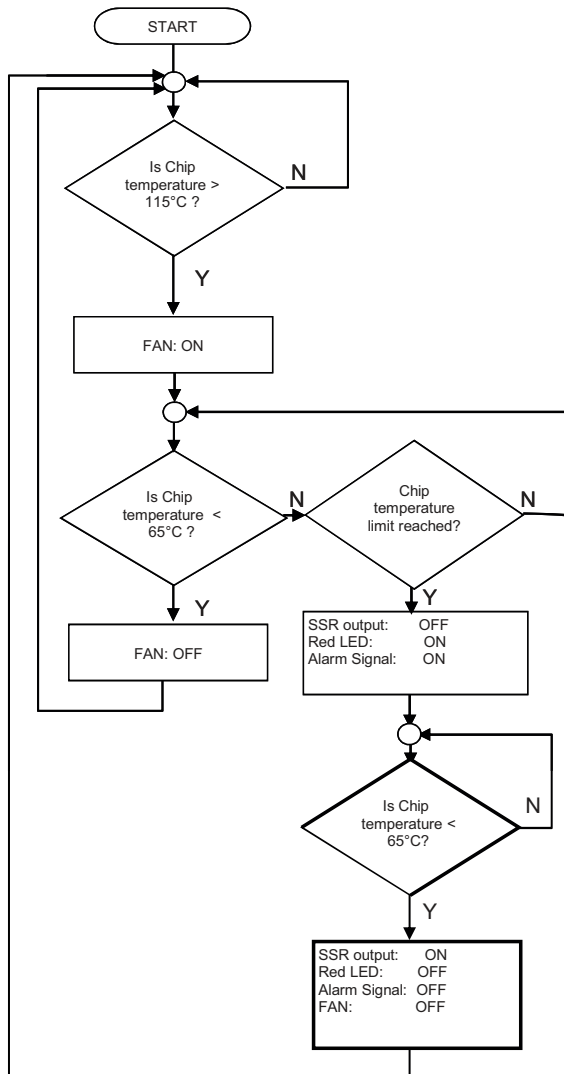 START
Is Chip
temperature >
115°C ?
N
Y
FAN: ON
Is Chip
temperature <
65°C ?
N
Chip
temperature
limit reached?
N
Y
FAN: OFF
Y
SSR output: OFF
Red LED: ON
Alarm Signal: ON
Is Chip
temperature <
65°C?
N
Y
SSR output: ON
Red LED: OFF
Alarm Signal: OFF
FAN: OFF